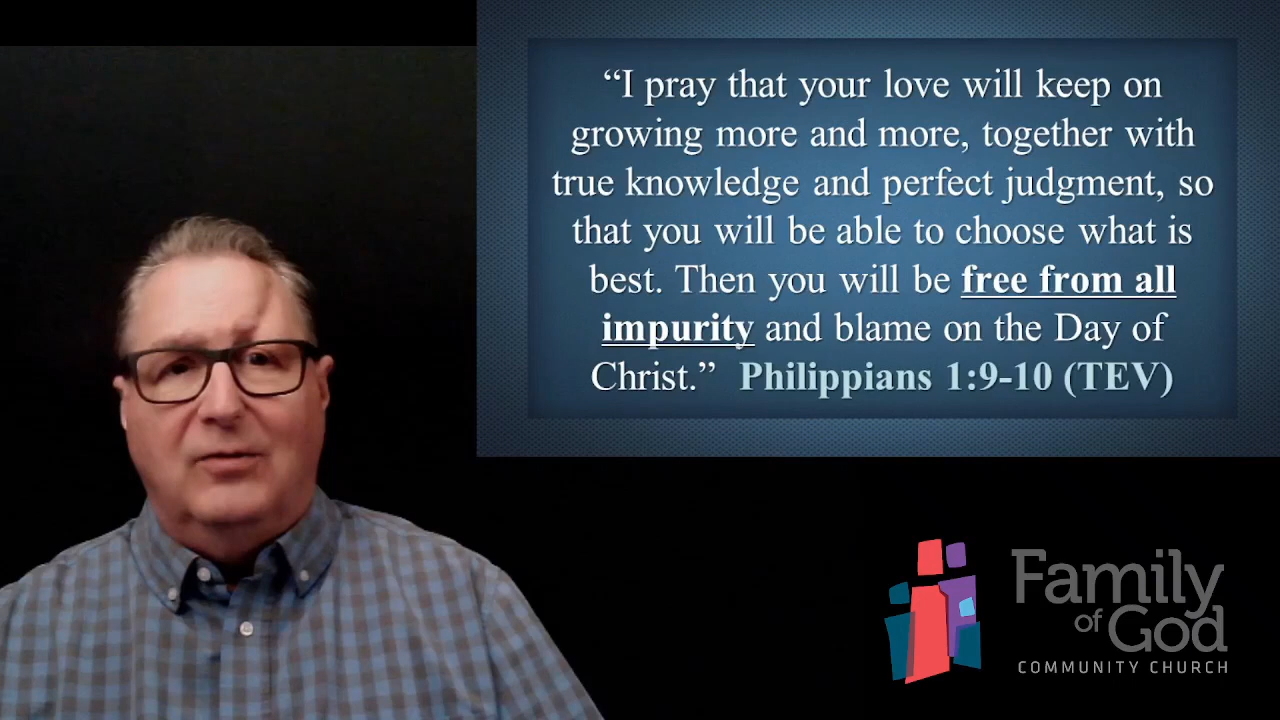 “I pray that your love will keep on
growing more and more, together with
true knowledge and perfect judgment, so
that you will be able to choose what is
best. Then you will be free from all
impurity and blame on the Day of
Christ.” Philippians 1:9-10 (TEV)
Family
of God
COMMUNITY CHURCH